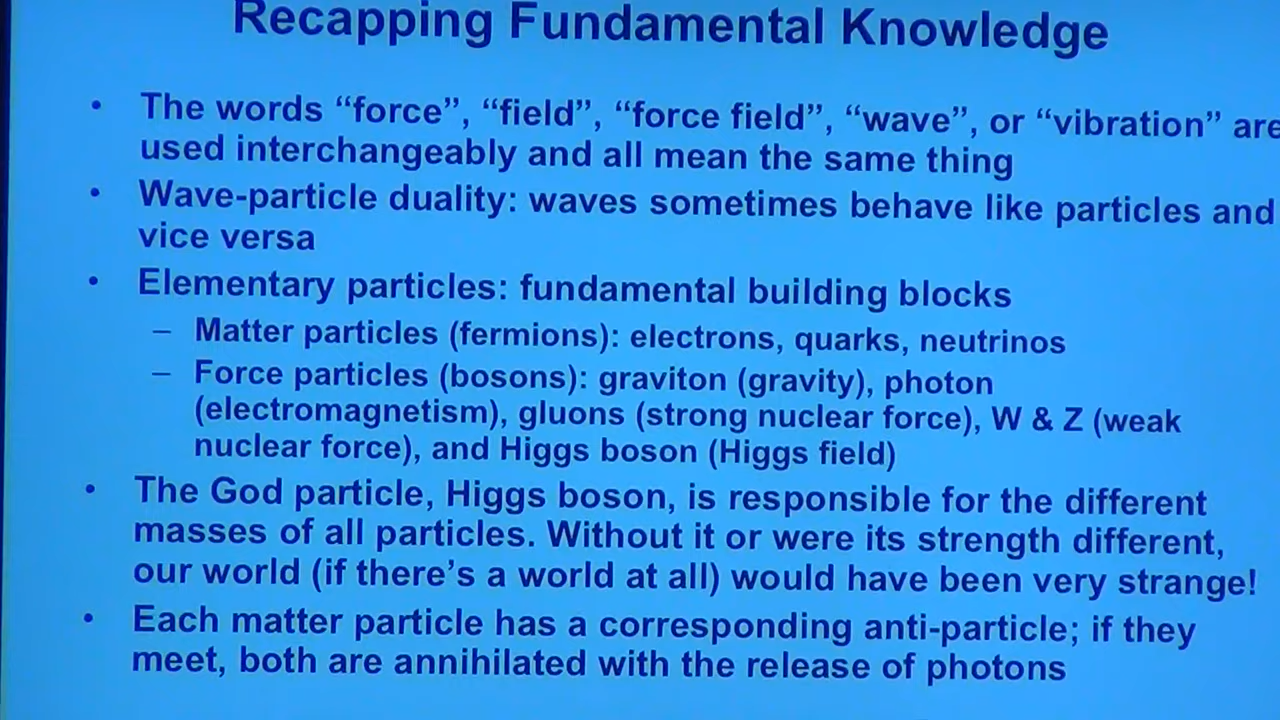 Recapping Fundamental Knowledge
• The words “force”, “field”, “force field”, “wave”, or “vibration” are
used interchangeably and all mean the same thing
• Wave-particle duality: waves sometimes behave like particles and
vice versa
• Elementary particles: fundamental building blocks
– Matter particles (fermions): electrons, quarks, neutrinos
– Force particles (bosons): graviton (gravity), photon
(electromagnetism), gluons (strong nuclear force), W & Z (weak
nuclear force), and Higgs boson (Higgs field)
• The God particle, Higgs boson, is responsible for the different
masses of all particles. Without it or were its strength different,
our world (if there’s a world at all) would have been very strange!
• Each matter particle has a corresponding anti-particle; if they
meet, both are annihilated with the release of photons